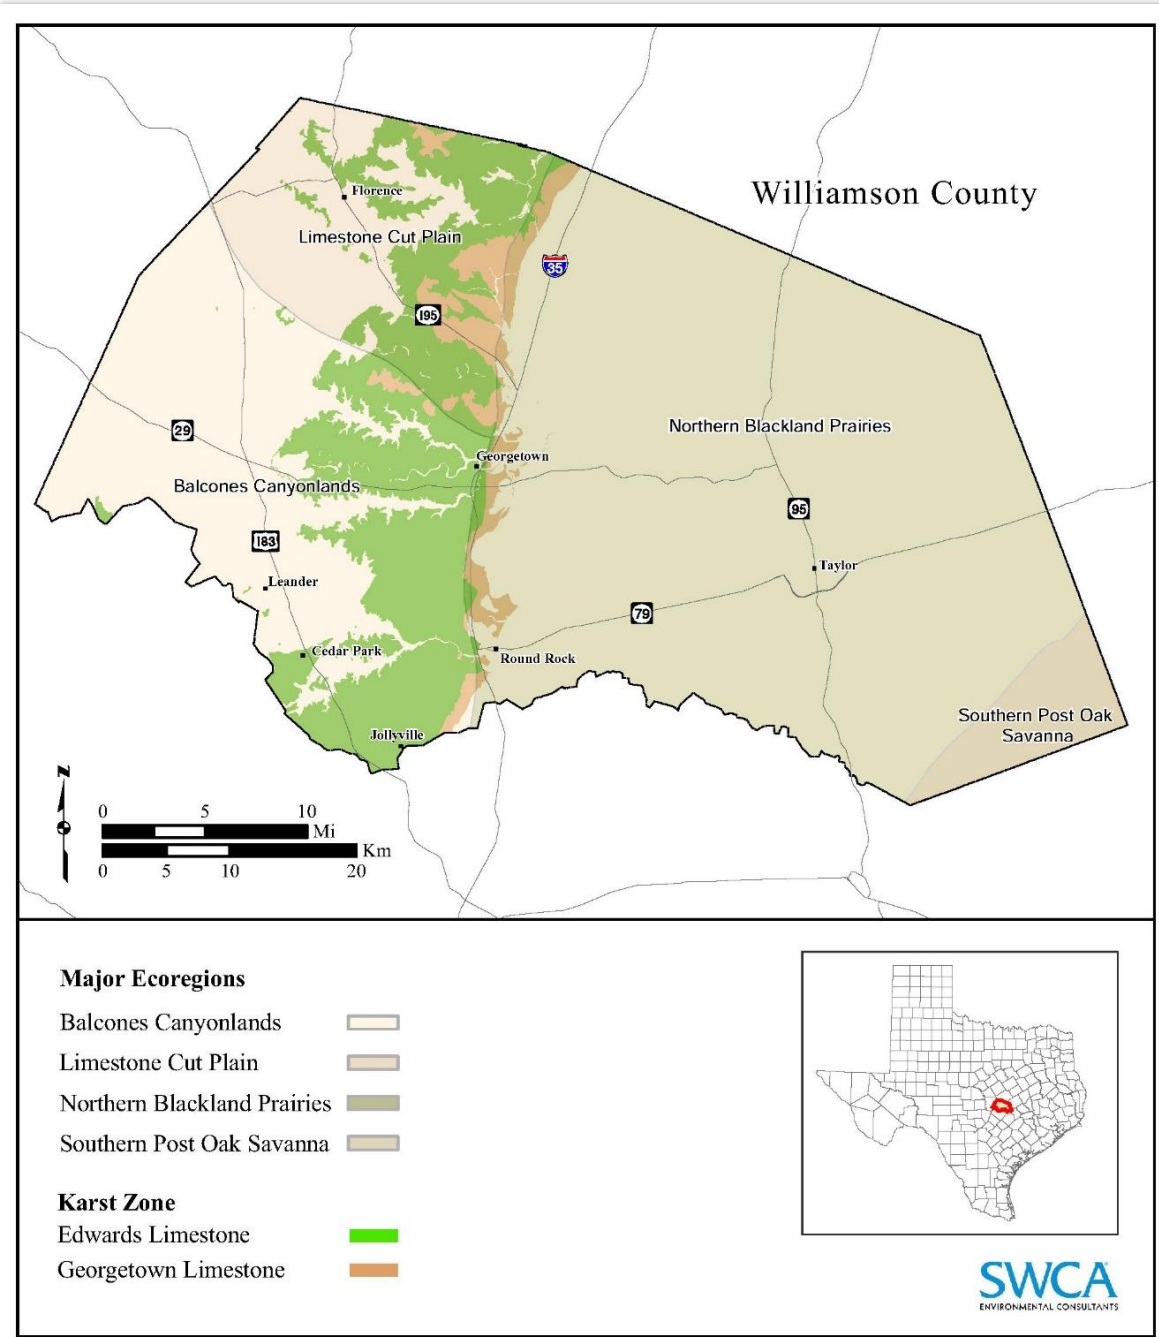 Williamson County
Florence
Limestone Cut Plain
35
195
Northern Blackland Prairies
29
Georgetown
Balcones Canyonlands
95
183
Taylor
Leander
79
Cedar Park
Round Rock
Southern Post Oak
Savanna
Jollyville
N
0 5 10
Mi
Km
0 5 10 20
Major Ecoregions
Balcones Canyonlands
Limestone Cut Plain
Northern Blackland Prairies
Southern Post Oak Savanna
Karst Zone
Edwards Limestone
Georgetown Limestone
SWCA
ENVIRONMENTAL CONSULTANTS